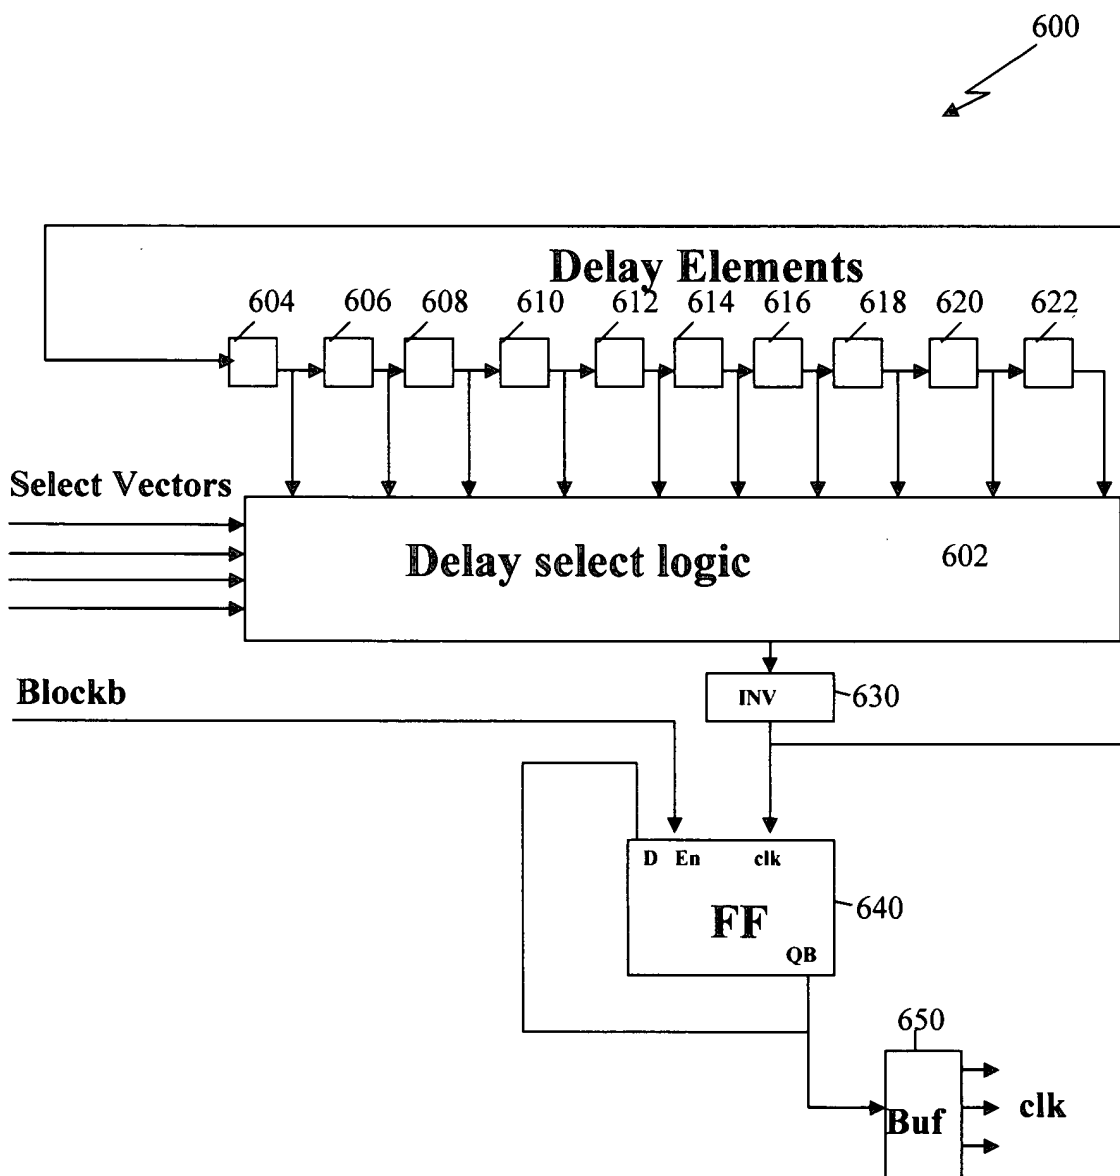 600
Delay Elements
604 606 608 610 612 614 616 618 620 622
Select Vectors
Delay select logic 602
Blockb
INV 630
D En clk
FF 640
QB
650
Buf clk